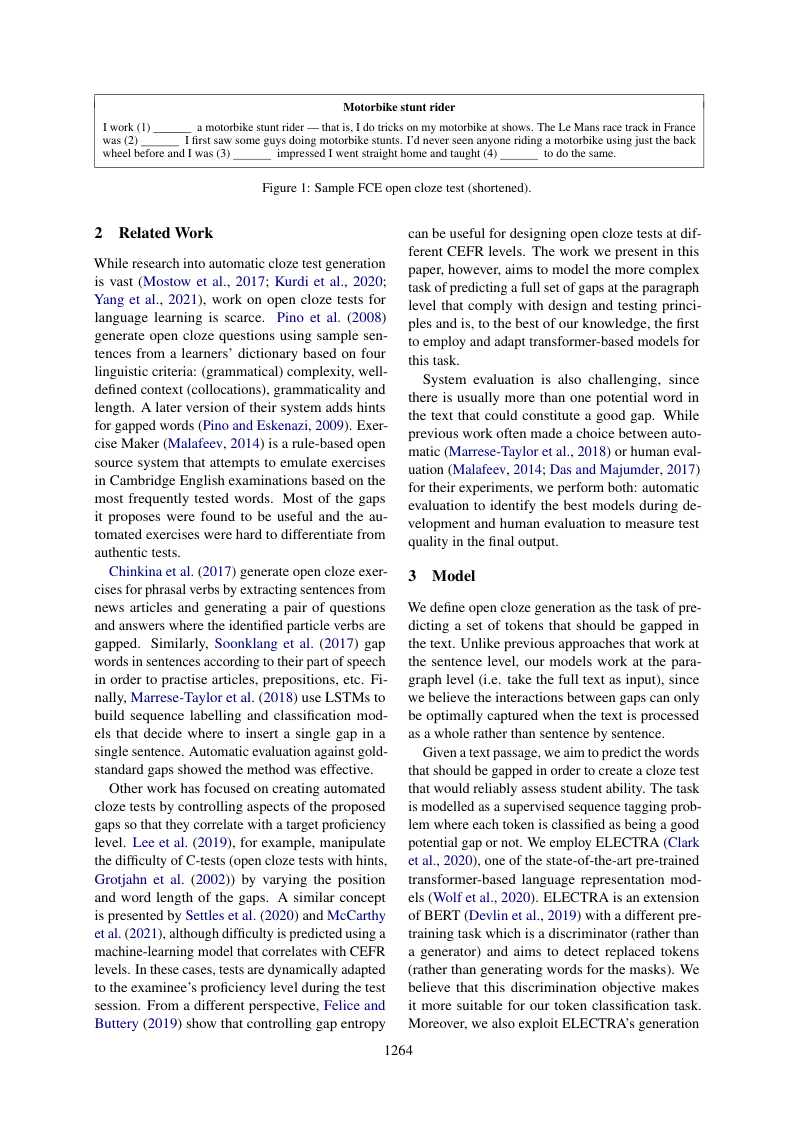 Motorbike stunt rider
I work (1) ______ a motorbike stunt rider — that is, I do tricks on my motorbike at shows. The Le Mans race track in France
was (2) ______ I first saw some guys doing motorbike stunts. I'd never seen anyone riding a motorbike using just the back
wheel before and I was (3) ______ impressed I went straight home and taught (4) ______ to do the same.
Figure 1: Sample FCE open cloze test (shortened).
2 Related Work
While research into automatic cloze test generation
is vast (Mostow et al., 2017; Kurdi et al., 2020;
Yang et al., 2021), work on open cloze tests for
language learning is scarce. Pino et al. (2008)
generate open cloze questions using sample sen-
tences from a learners' dictionary based on four
linguistic criteria: (grammatical) complexity, well-
defined context (collocations), grammaticality and
length. A later version of their system adds hints
for gapped words (Pino and Eskenazi, 2009). Exer-
cise Maker (Malafeev, 2014) is a rule-based open
source system that attempts to emulate exercises
in Cambridge English examinations based on the
most frequently tested words. Most of the gaps
it proposes were found to be useful and the au-
tomated exercises were hard to differentiate from
authentic tests.
Chinkina et al. (2017) generate open cloze exer-
cises for phrasal verbs by extracting sentences from
news articles and generating a pair of questions
and answers where the identified particle verbs are
gapped. Similarly, Soonklang et al. (2017) gap
words in sentences according to their part of speech
in order to practise articles, prepositions, etc. Fi-
nally, Marrese-Taylor et al. (2018) use LSTMs to
build sequence labelling and classification mod-
els that decide where to insert a single gap in a
single sentence. Automatic evaluation against gold-
standard gaps showed the method was effective.
Other work has focused on creating automated
cloze tests by controlling aspects of the proposed
gaps so that they correlate with a target proficiency
level. Lee et al. (2019), for example, manipulate
the difficulty of C-tests (open cloze tests with hints,
Grotjahn et al. (2002)) by varying the position
and word length of the gaps. A similar concept
is presented by Settles et al. (2020) and McCarthy
et al. (2021), although difficulty is predicted using a
machine-learning model that correlates with CEFR
levels. In these cases, tests are dynamically adapted
to the examinee's proficiency level during the test
session. From a different perspective, Felice and
Buttery (2019) show that controlling gap entropy
can be useful for designing open cloze tests at dif-
ferent CEFR levels. The work we present in this
paper, however, aims to model the more complex
task of predicting a full set of gaps at the paragraph
level that comply with design and testing princi-
ples and is, to the best of our knowledge, the first
to employ and adapt transformer-based models for
this task.
System evaluation is also challenging, since
there is usually more than one potential word in
the text that could constitute a good gap. While
previous work often made a choice between auto-
matic (Marrese-Taylor et al., 2018) or human eval-
uation (Malafeev, 2014; Das and Majumder, 2017)
for their experiments, we perform both: automatic
evaluation to identify the best models during de-
velopment and human evaluation to measure test
quality in the final output.
3 Model
We define open cloze generation as the task of pre-
dicting a set of tokens that should be gapped in
the text. Unlike previous approaches that work at
the sentence level, our models work at the para-
graph level (i.e. take the full text as input), since
we believe the interactions between gaps can only
be optimally captured when the text is processed
as a whole rather than sentence by sentence.
Given a text passage, we aim to predict the words
that should be gapped in order to create a cloze test
that would reliably assess student ability. The task
is modelled as a supervised sequence tagging prob-
lem where each token is classified as being a good
potential gap or not. We employ ELECTRA (Clark
et al., 2020), one of the state-of-the-art pre-trained
transformer-based language representation mod-
els (Wolf et al., 2020). ELECTRA is an extension
of BERT (Devlin et al., 2019) with a different pre-
training task which is a discriminator (rather than
a generator) and aims to detect replaced tokens
(rather than generating words for the masks). We
believe that this discrimination objective makes
it more suitable for our token classification task.
Moreover, we also exploit ELECTRA's generation
1264